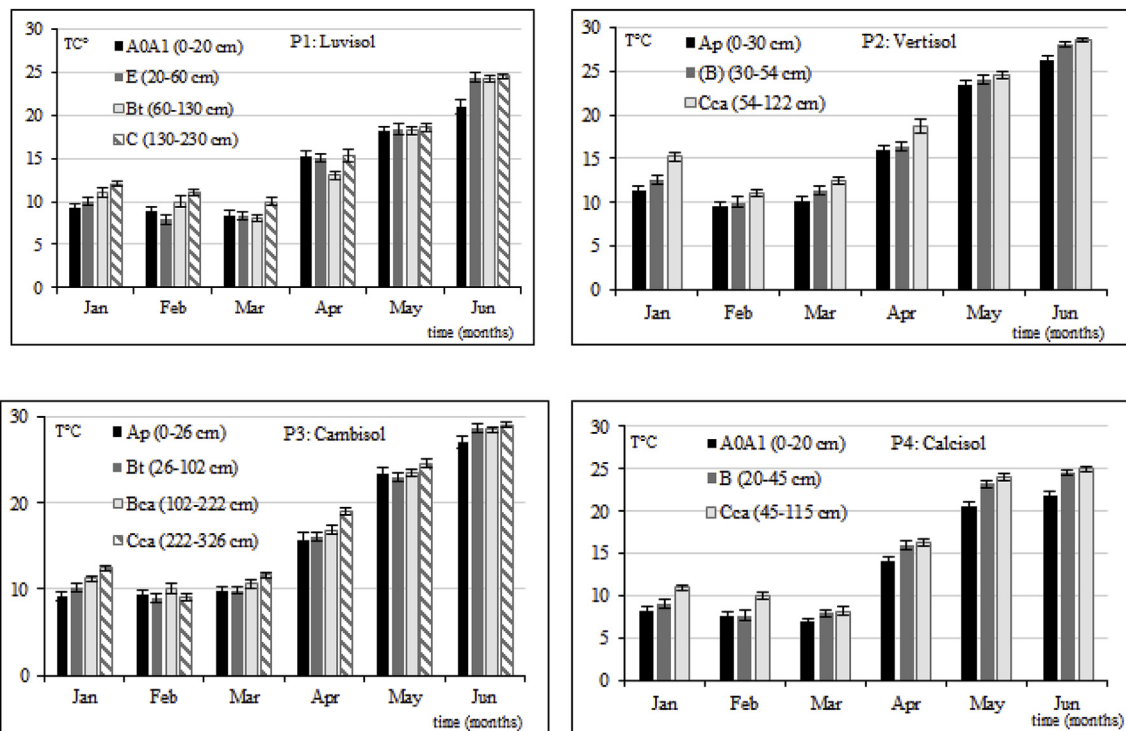 30
TC°
A0A1 (0-20 cm)
P1: Luvisol
25
E (20-60 cm)
20
Bt (60-130 cm)
C (130-230 cm)
15
10
5
0
Jan Feb Mar Apr May Jun
time (months)
30
T°C
Ap (0-30 cm)
P2: Vertisol
25
(B) (30-54 cm)
20
Cca (54-122 cm)
15
10
5
0
Jan Feb Mar Apr May Jun
time (months)
30
T°C
Ap (0-26 cm)
P3: Cambisol
Bt (26-102 cm)
20
Bca (102-222 cm)
Cca (222-326 cm)
10
0
Jan Feb Mar Apr May Jun
time (months)
30
T°C
A0A1 (0-20 cm)
P4: Calcisol
25
B (20-45 cm)
20
Cca (45-115 cm)
15
10
5
0
Jan Feb Mar Apr May Jun
time (months)